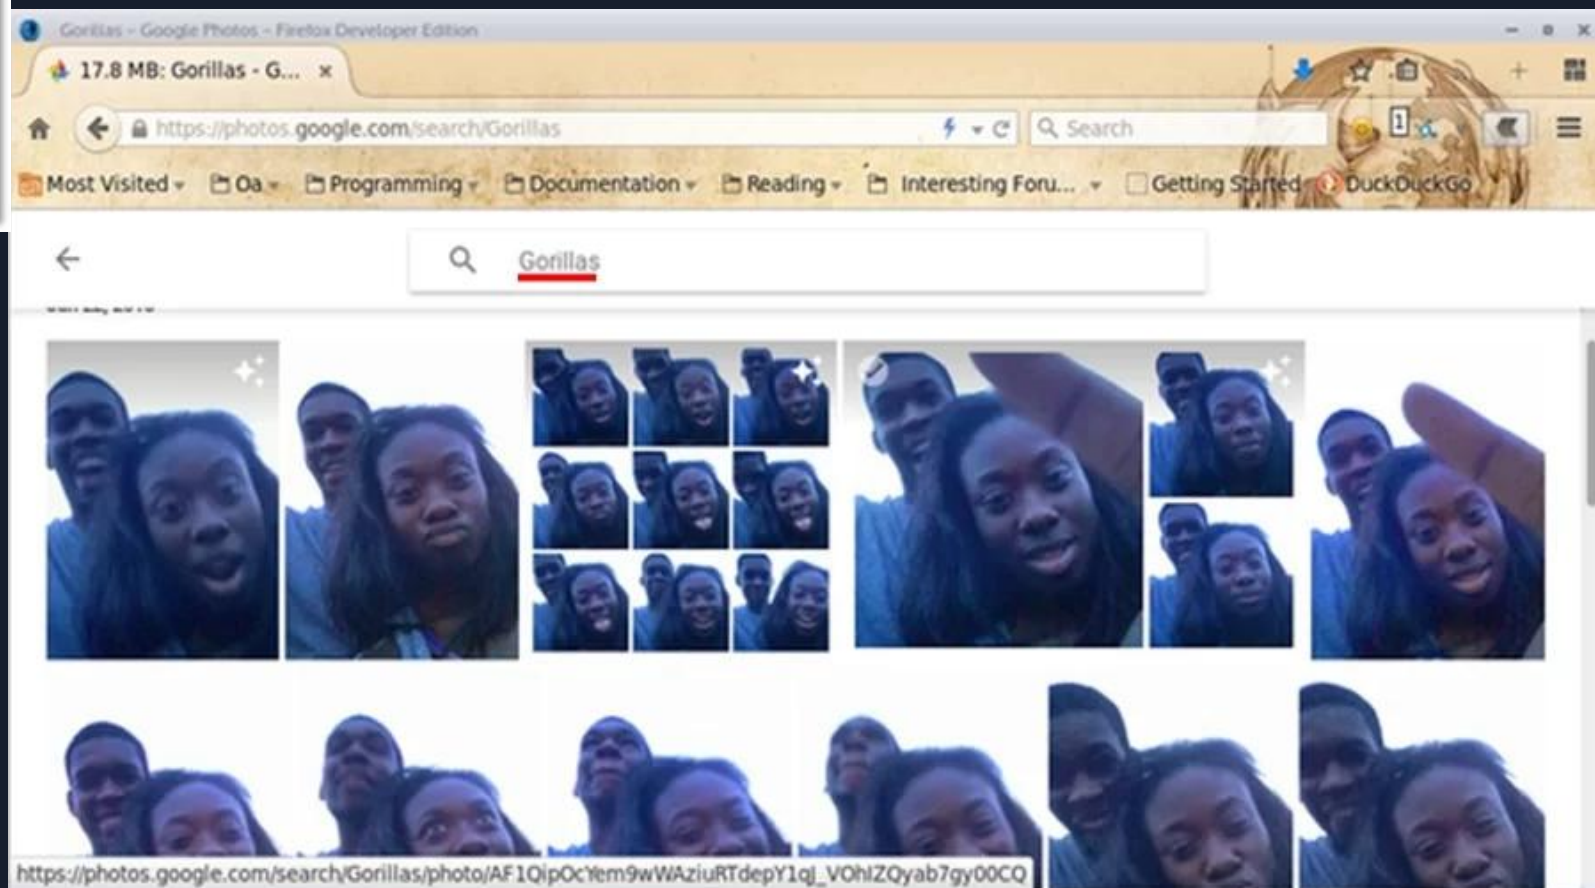 Gorillas - Google Photos - Firefox Developer Edition
17.8 MB: Gorillas - G...
https://photos.google.com/search/Gorillas
Search
1
Most Visited
Oa
Programming
Documentation
Reading
Interesting Foru...
Getting Started
DuckDuckGo
Gorillas
https://photos.google.com/search/Gorillas/photo/